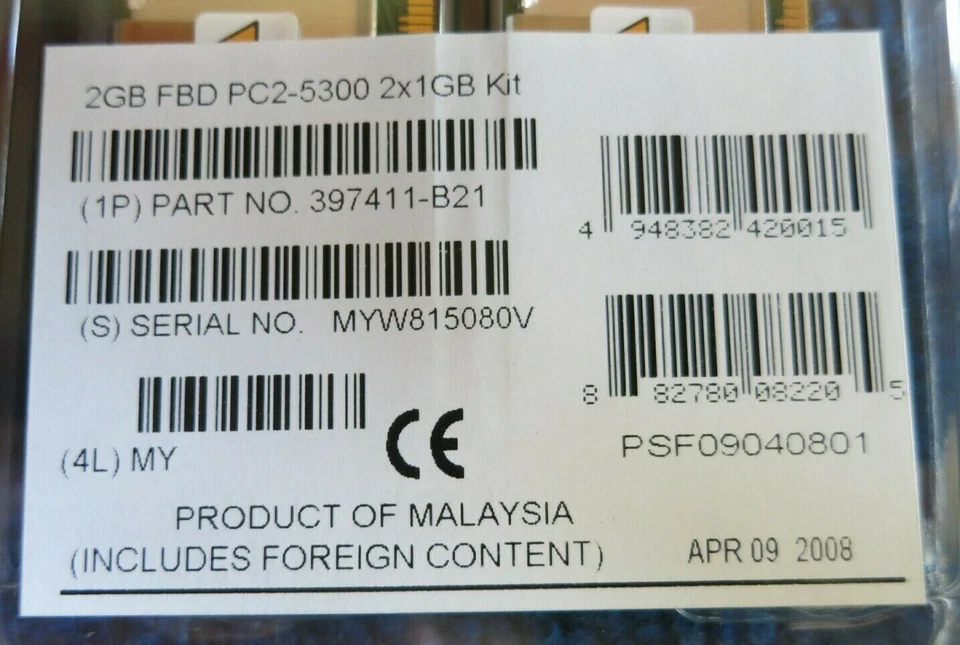 2GB FBD PC2-5300 2x1GB Kit
(1P) PART NO. 397411-B21
4 948382 420015
(S) SERIAL NO. MYW815080V
8 82780 08220 5
(4L) MY
CE
PSF09040801
PRODUCT OF MALAYSIA
(INCLUDES FOREIGN CONTENT)
APR 09 2008